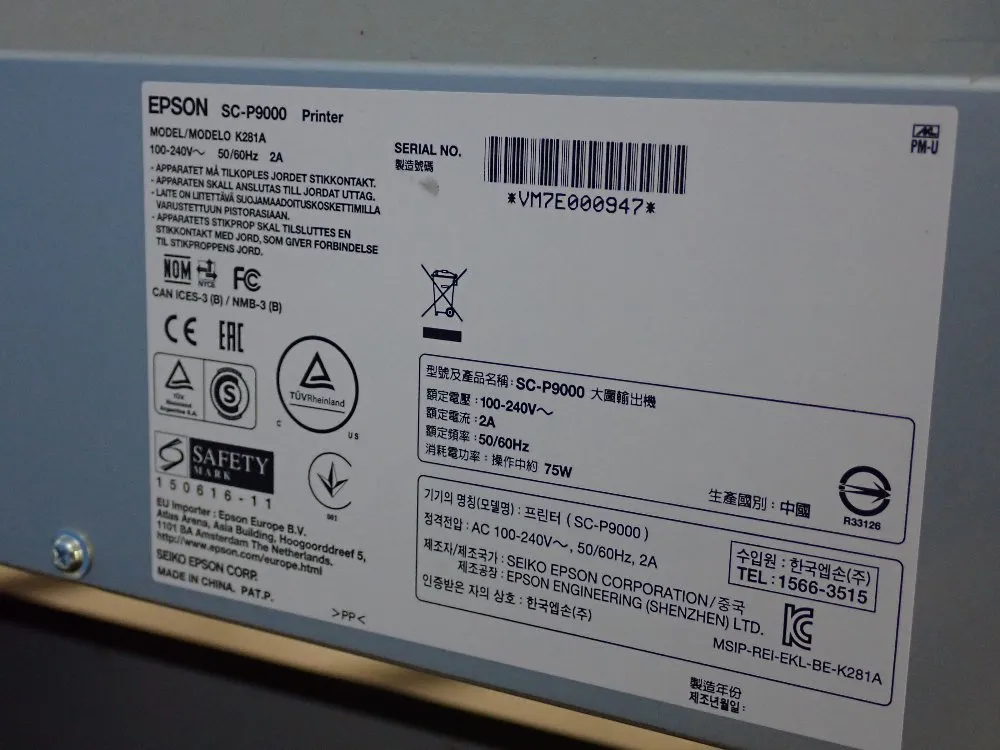 EPSON SC-P9000 Printer
MODEL/MODELO K281A
100-240V～ 50/60Hz 2A
- APPARATET MÅ TILKOPLES JORDET STIKKONTAKT.
- APPARATEN SKALL ANSLUTAS TILL JORDAT UTTAG.
- LAITE ON LIITETTÄVÄ SUOJAMAADOITUSKOSKETTIMILLA
VARUSTETTUUN PISTORASIAAN.
- APPARATETS STIKPROP SKAL TILSLUTTES EN
STIKKONTAKT MED JORD, SOM GIVER FORBINDELSE
TIL STIKPROPPENS JORD.
NOM NYCE FC
CAN ICES-3 (B) / NMB-3 (B)
CE EAC
TÜV
Rheinland
Argentina S.A.
S
TÜVRheinland
C US
S SAFETY
MARK
150616-11
EU Importer : Epson Europe B.V.
Atlas Arena, Asia Building, Hoogoorddreef 5,
1101 BA Amsterdam The Netherlands.
http://www.epson.com/europe.html
SEIKO EPSON CORP.
MADE IN CHINA. PAT.P.
>PP<
SERIAL NO.
製造號碼
*VM7E000947*
PM-U
型號及產品名稱：SC-P9000 大圖輸出機
額定電壓：100-240V～
額定電流：2A
額定頻率：50/60Hz
消耗電功率：操作中約 75W
生產國別：中國
R33126
기기의 명칭(모델명) : 프린터 ( SC-P9000 )
정격전압 : AC 100-240V～, 50/60Hz, 2A
제조자/제조국가 : SEIKO EPSON CORPORATION / 중국
제조공장 : EPSON ENGINEERING (SHENZHEN) LTD.
인증받은 자의 상호 : 한국엡손(주)
수입원 : 한국엡손(주)
TEL : 1566-3515
MSIP-REI-EKL-BE-K281A
製造年份
제조년월일 :